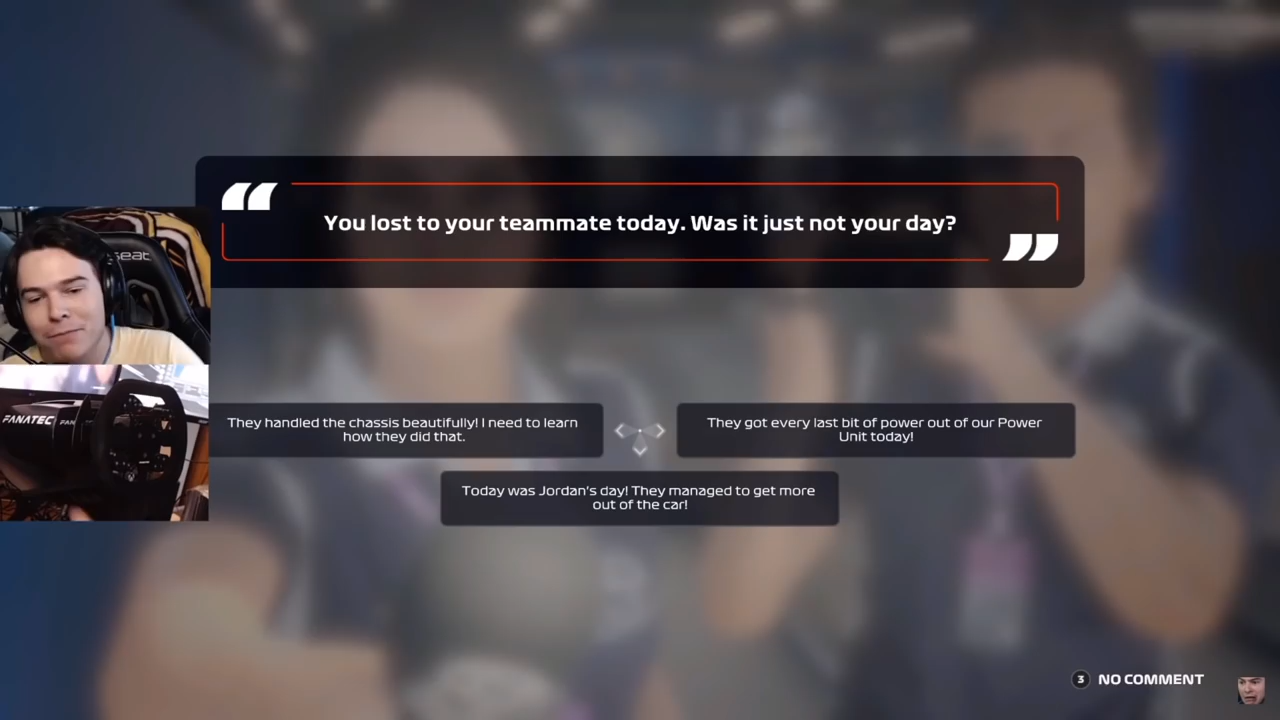 You lost to your teammate today. Was it just not your day?
seat
FANATEC
FAN
They handled the chassis beautifully! I need to learn
how they did that.
They got every last bit of power out of our Power
Unit today!
Today was Jordan's day! They managed to get more
out of the car!
3 NO COMMENT